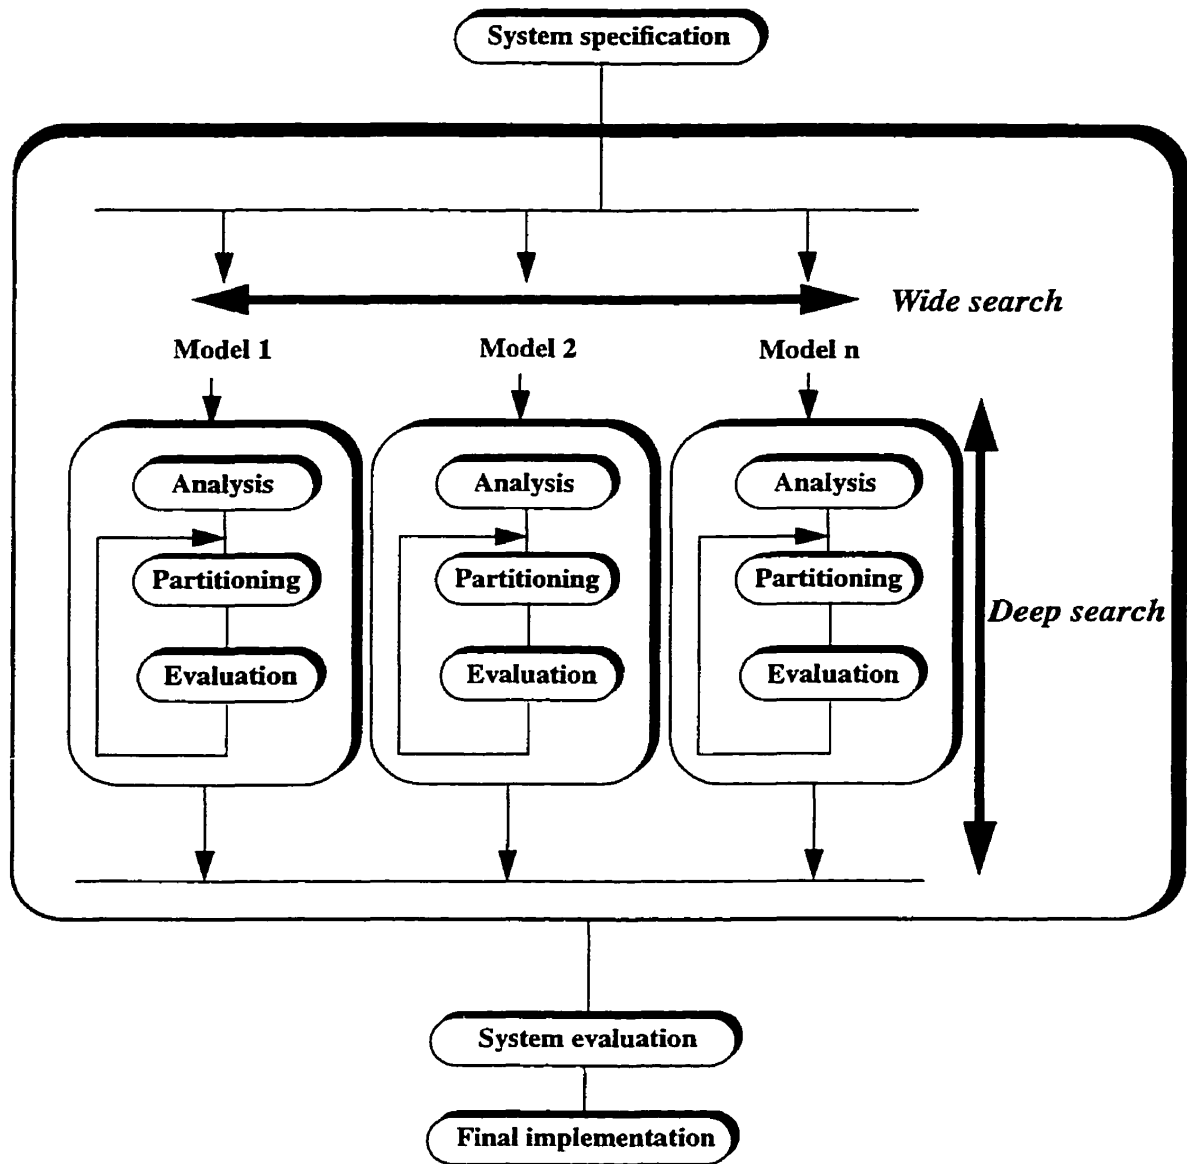 System specification
Wide search
Model 1
Model 2
Model n
Analysis
Analysis
Analysis
Partitioning
Partitioning
Partitioning
Deep search
Evaluation
Evaluation
Evaluation
System evaluation
Final implementation